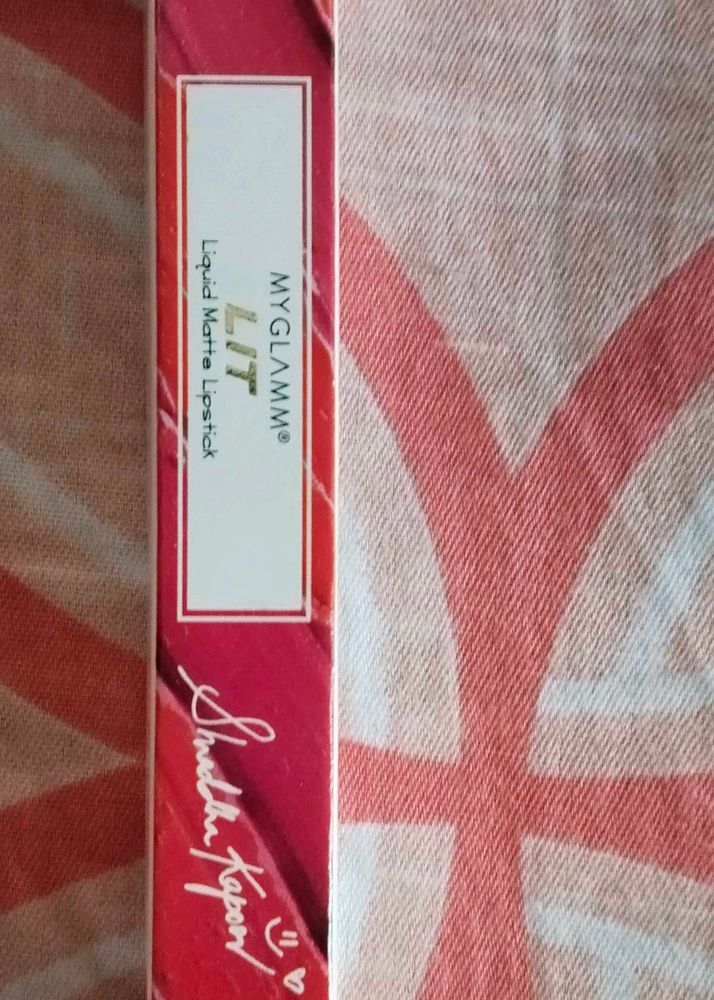 MYGLAMM®
LIT
Liquid Matte Lipstick
Shraddha Kapoor